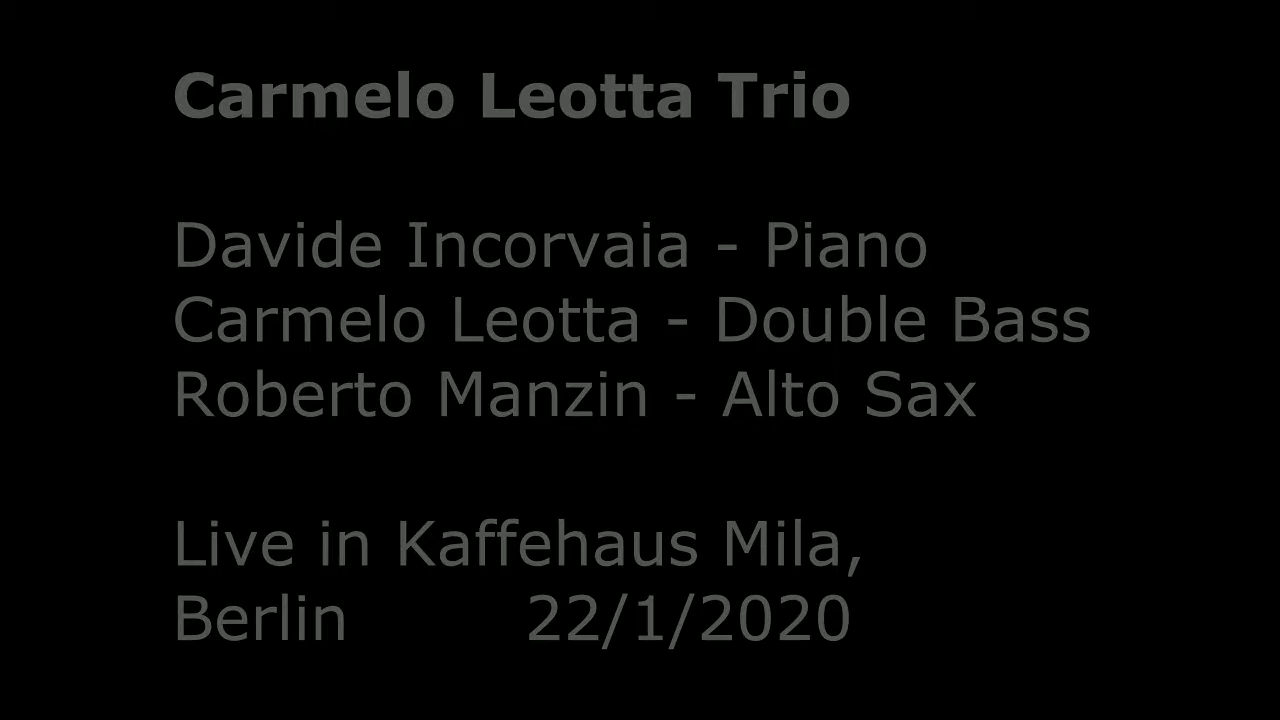 Carmelo Leotta Trio
Davide Incorvaia - Piano
Carmelo Leotta - Double Bass
Roberto Manzin - Alto Sax
Live in Kaffehaus Mila,
Berlin 22/1/2020